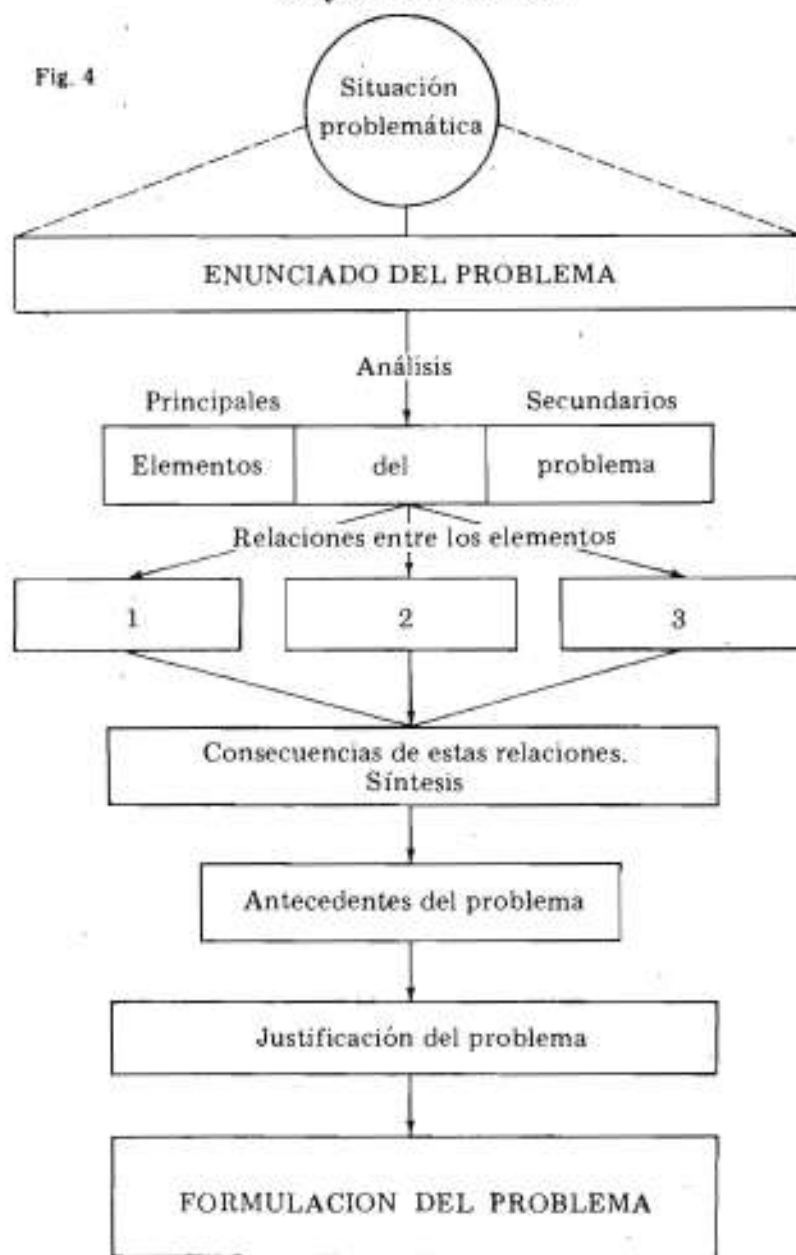 Fig. 4
Situación
problemática
ENUNCIADO DEL PROBLEMA
Análisis
Principales
Secundarios
Elementos
del
problema
Relaciones entre los elementos
1
2
3
Consecuencias de estas relaciones.
Síntesis
Antecedentes del problema
Justificación del problema
FORMULACION DEL PROBLEMA